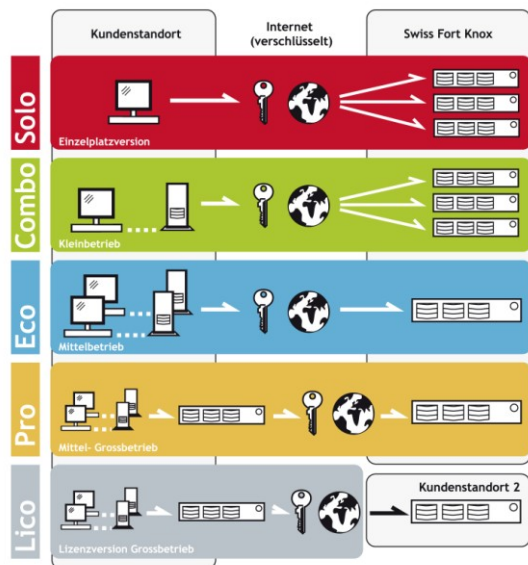 Kundenstandort
Internet
(verschlüsselt)
Swiss Fort Knox
Solo
Einzelplatzversion
Combo
Kleinbetrieb
Eco
Mittelbetrieb
Pro
Mittel- Grossbetrieb
Lico
Lizenzversion Grossbetrieb
Kundenstandort 2